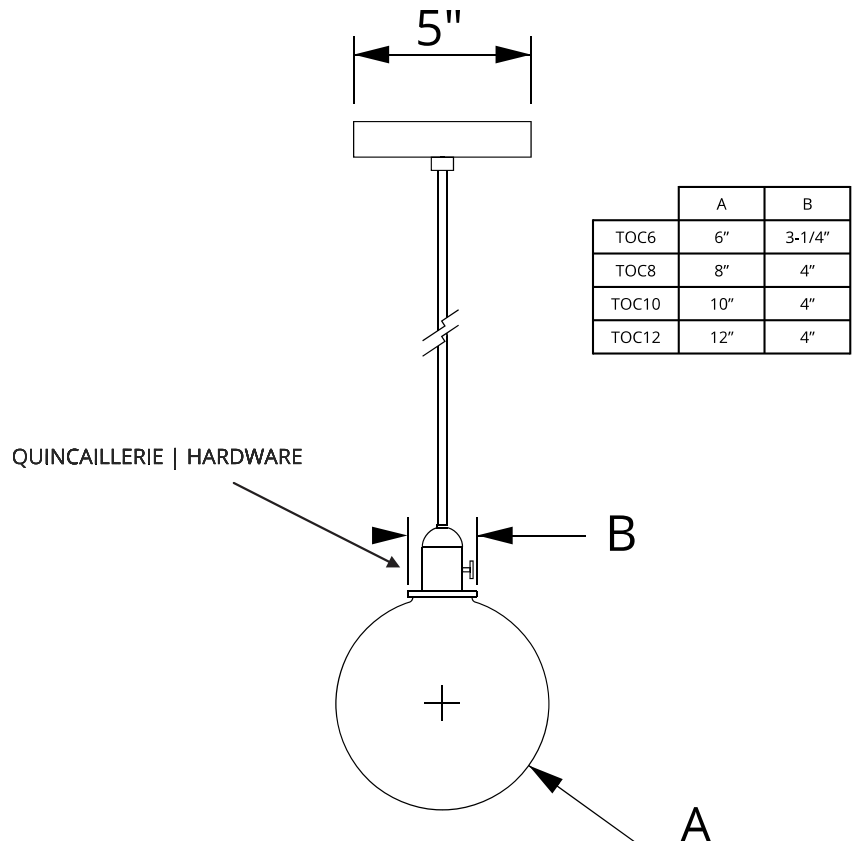 5"
A B
TOC6 6” 3-1/4”
TOC8 8” 4”
TOC10 10” 4”
TOC12 12” 4”
QUINCAILLERIE | HARDWARE
B
A